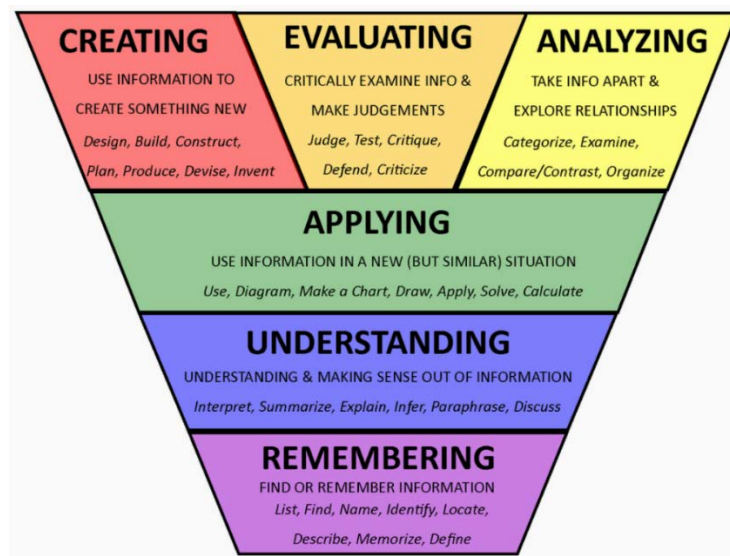 CREATING
USE INFORMATION TO
CREATE SOMETHING NEW
Design, Build, Construct,
Plan, Produce, Devise, Invent
EVALUATING
CRITICALLY EXAMINE INFO &
MAKE JUDGEMENTS
Judge, Test, Critique,
Defend, Criticize
ANALYZING
TAKE INFO APART &
EXPLORE RELATIONSHIPS
Categorize, Examine,
Compare/Contrast, Organize
APPLYING
USE INFORMATION IN A NEW (BUT SIMILAR) SITUATION
Use, Diagram, Make a Chart, Draw, Apply, Solve, Calculate
UNDERSTANDING
UNDERSTANDING & MAKING SENSE OUT OF INFORMATION
Interpret, Summarize, Explain, Infer, Paraphrase, Discuss
REMEMBERING
FIND OR REMEMBER INFORMATION
List, Find, Name, Identify, Locate,
Describe, Memorize, Define